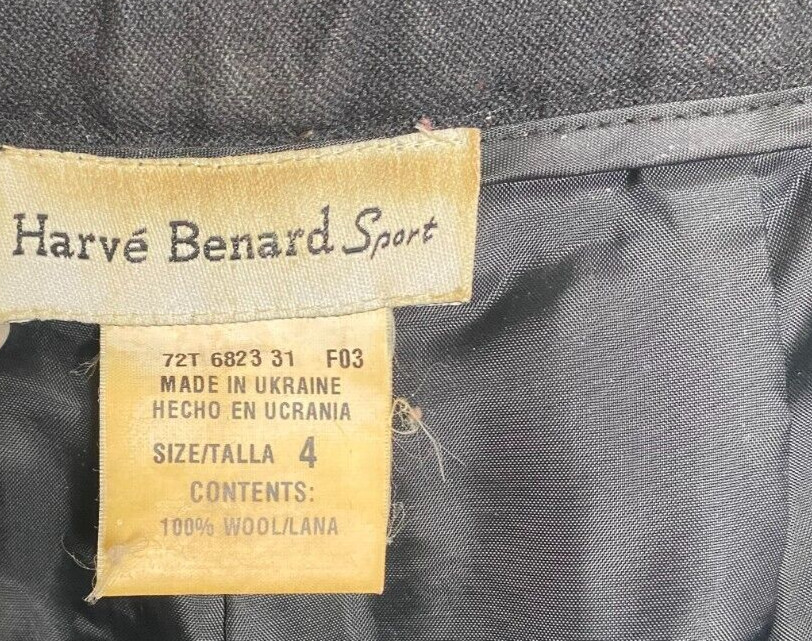 Harvé Benard Sport
72T 6823 31 F03
MADE IN UKRAINE
HECHO EN UCRANIA
SIZE/TALLA 4
CONTENTS:
100% WOOL/LANA